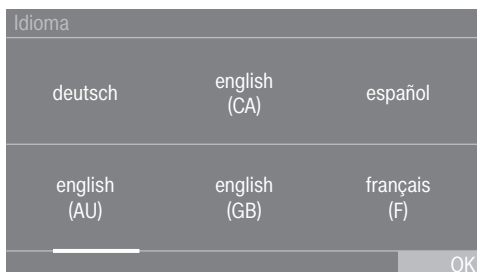 Idioma
deutsch
english
(CA)
español
english
(AU)
english
(GB)
français
(F)
OK